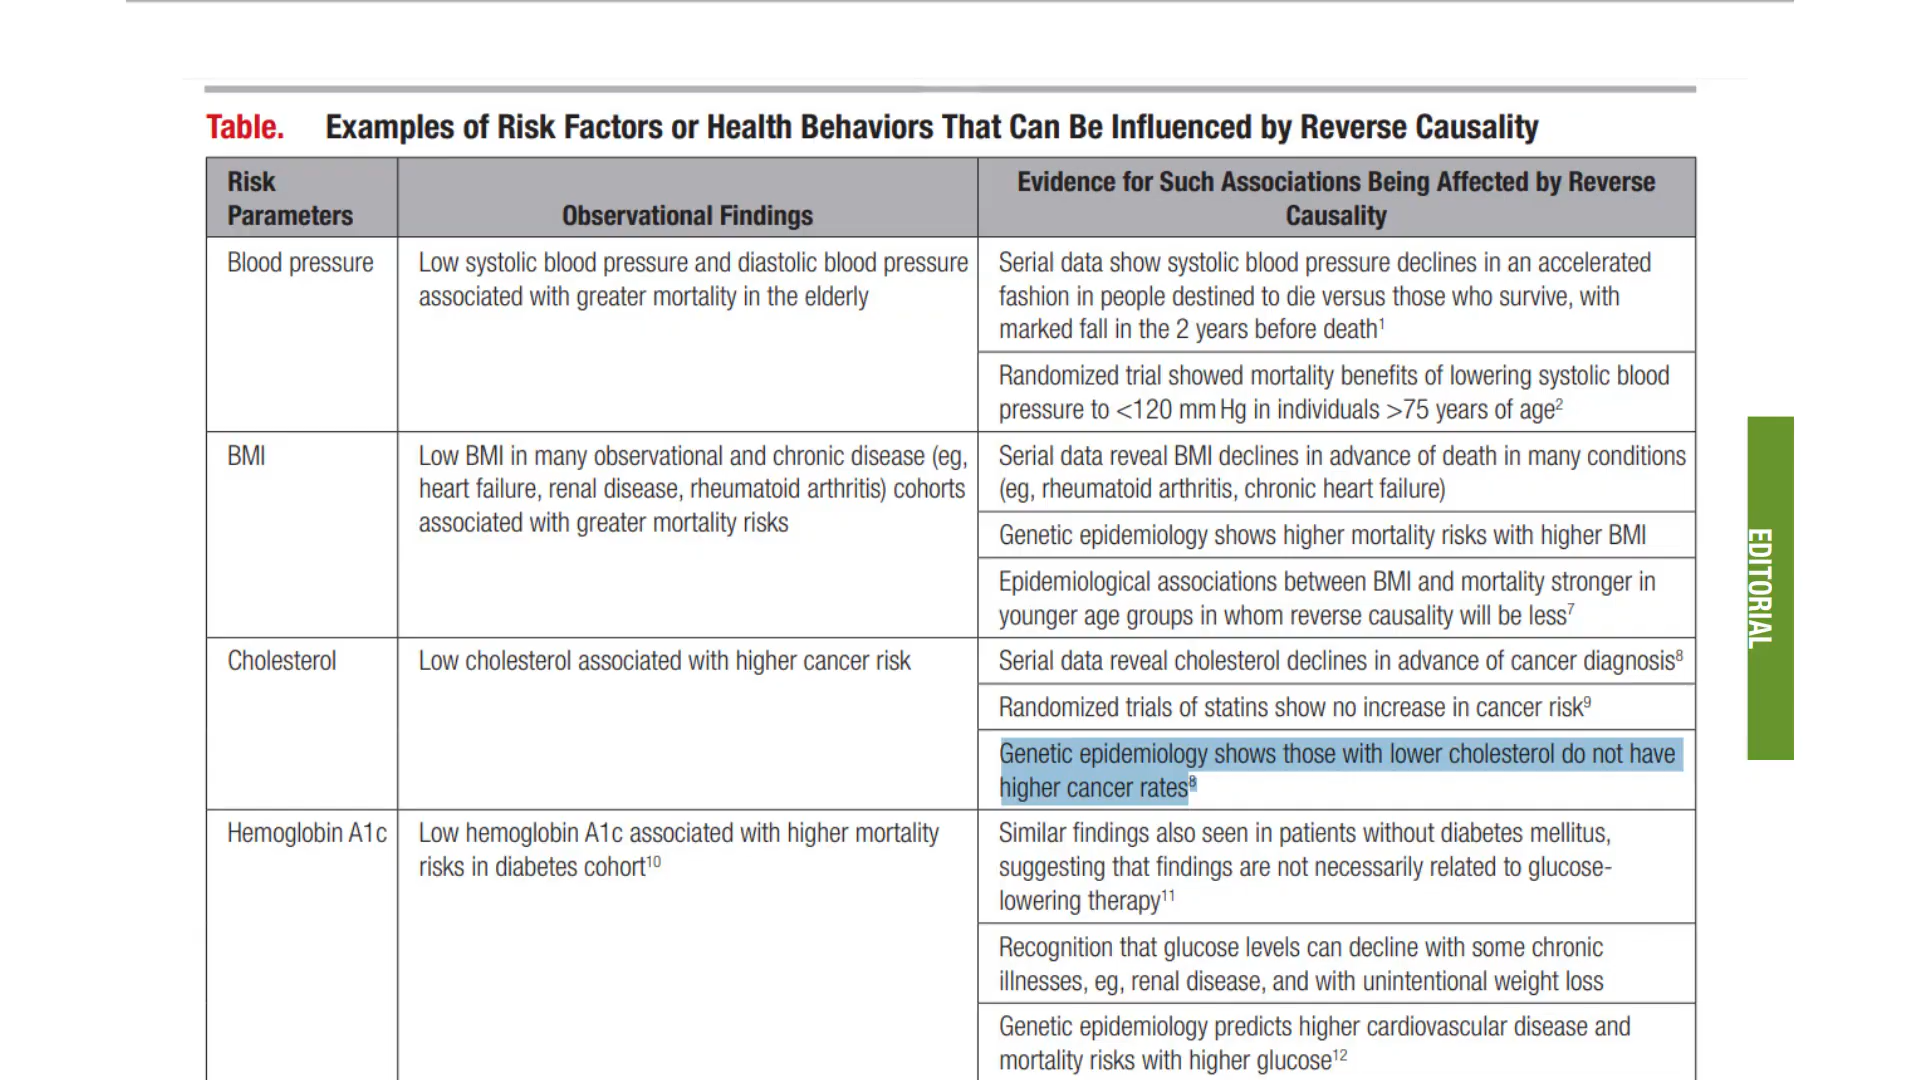 Table. Examples of Risk Factors or Health Behaviors That Can Be Influenced by Reverse Causality
Risk
Parameters
Observational Findings
Evidence for Such Associations Being Affected by Reverse
Causality
Blood pressure
Low systolic blood pressure and diastolic blood pressure
associated with greater mortality in the elderly
Serial data show systolic blood pressure declines in an accelerated
fashion in people destined to die versus those who survive, with
marked fall in the 2 years before death¹
Randomized trial showed mortality benefits of lowering systolic blood
pressure to <120 mm Hg in individuals >75 years of age²
BMI
Low BMI in many observational and chronic disease (eg,
heart failure, renal disease, rheumatoid arthritis) cohorts
associated with greater mortality risks
Serial data reveal BMI declines in advance of death in many conditions
(eg, rheumatoid arthritis, chronic heart failure)
Genetic epidemiology shows higher mortality risks with higher BMI
Epidemiological associations between BMI and mortality stronger in
younger age groups in whom reverse causality will be less⁷
Cholesterol
Low cholesterol associated with higher cancer risk
Serial data reveal cholesterol declines in advance of cancer diagnosis⁸
Randomized trials of statins show no increase in cancer risk⁹
Genetic epidemiology shows those with lower cholesterol do not have
higher cancer rates⁸
Hemoglobin A1c
Low hemoglobin A1c associated with higher mortality
risks in diabetes cohort¹⁰
Similar findings also seen in patients without diabetes mellitus,
suggesting that findings are not necessarily related to glucose-
lowering therapy¹¹
Recognition that glucose levels can decline with some chronic
illnesses, eg, renal disease, and with unintentional weight loss
Genetic epidemiology predicts higher cardiovascular disease and
mortality risks with higher glucose¹²
EDITORIAL